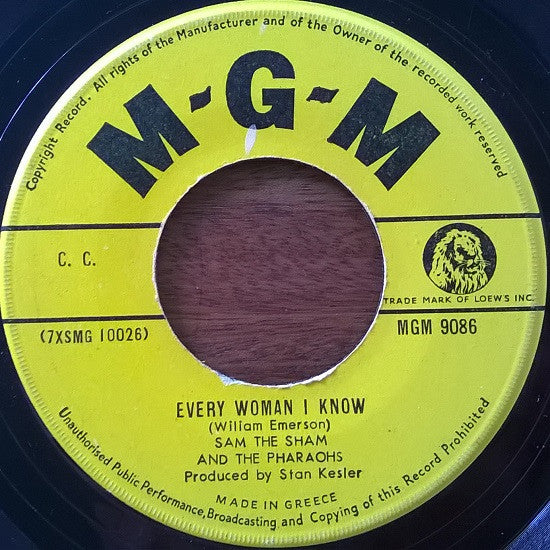 Copyright Record. All rights of the Manufacturer and of the Owner of the recorded work reserved
M-G-M
C. C.
TRADE MARK OF LOEW'S INC.
(7XSMG 10026)
MGM 9086
EVERY WOMAN I KNOW
(Wiliam Emerson)
SAM THE SHAM
AND THE PHARAOHS
Produced by Stan Kesler
MADE IN GREECE
Unauthorised Public Performance, Broadcasting and Copying of this Record Prohibited